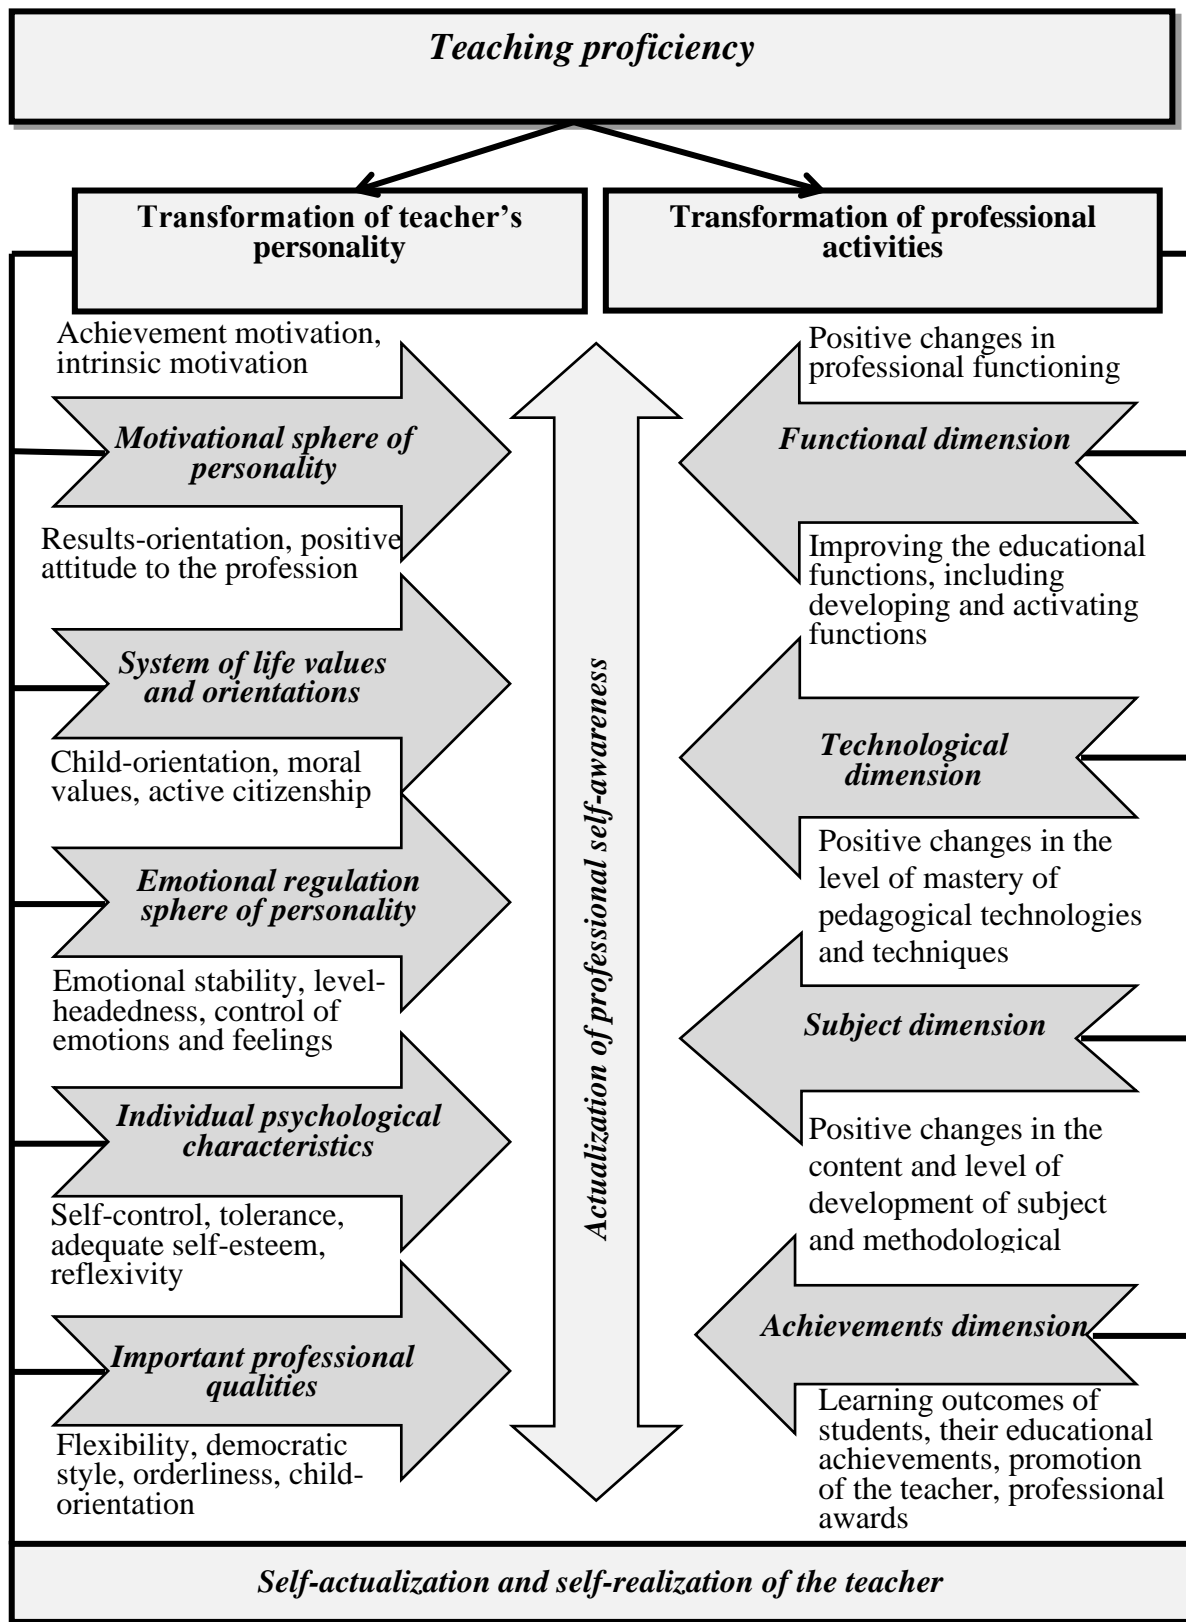 Teaching proficiency
Transformation of teacher’s
personality
Transformation of professional
activities
Achievement motivation,
intrinsic motivation
Motivational sphere of
personality
Results-orientation, positive
attitude to the profession
System of life values
and orientations
Child-orientation, moral
values, active citizenship
Emotional regulation
sphere of personality
Emotional stability, level-
headedness, control of
emotions and feelings
Individual psychological
characteristics
Self-control, tolerance,
adequate self-esteem,
reflexivity
Important professional
qualities
Flexibility, democratic
style, orderliness, child-
orientation
Actualization of professional self-awareness
Positive changes in
professional functioning
Functional dimension
Improving the educational
functions, including
developing and activating
functions
Technological
dimension
Positive changes in the
level of mastery of
pedagogical technologies
and techniques
Subject dimension
Positive changes in the
content and level of
development of subject
and methodological
Achievements dimension
Learning outcomes of
students, their educational
achievements, promotion
of the teacher, professional
awards
Self-actualization and self-realization of the teacher